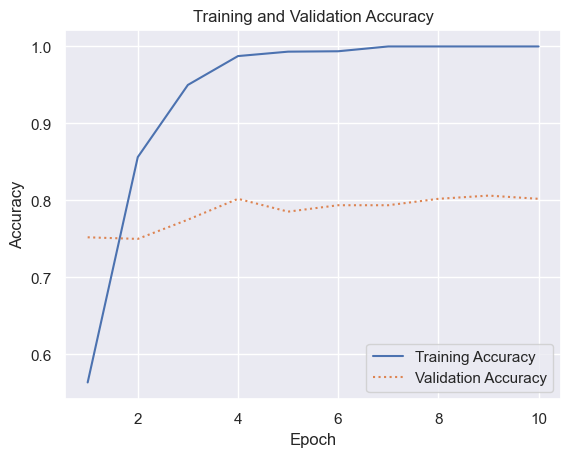 Training and Validation Accuracy
1.0
0.9
0.8
0.7
0.6
Accuracy
2 4 6 8 10
Epoch
Training Accuracy
Validation Accuracy